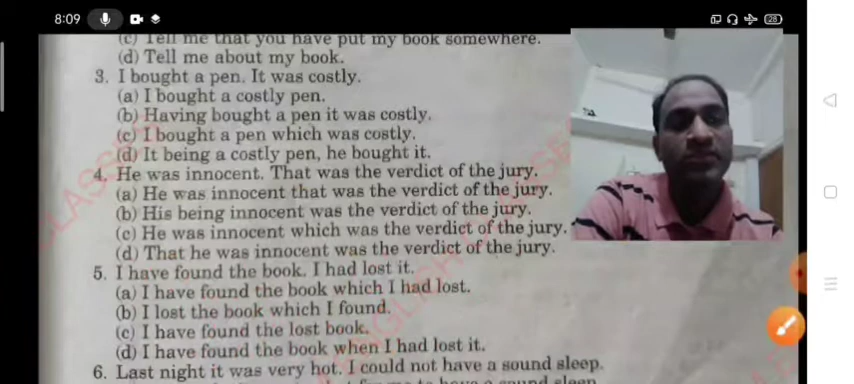 8:09
28
(c) Tell me that you have put my book somewhere.
(d) Tell me about my book.
3. I bought a pen. It was costly.
(a) I bought a costly pen.
(b) Having bought a pen it was costly.
(c) I bought a pen which was costly.
(d) It being a costly pen, he bought it.
4. He was innocent. That was the verdict of the jury.
(a) He was innocent that was the verdict of the jury.
(b) His being innocent was the verdict of the jury.
(c) He was innocent which was the verdict of the jury.
(d) That he was innocent was the verdict of the jury.
5. I have found the book. I had lost it.
(a) I have found the book which I had lost.
(b) I lost the book which I found.
(c) I have found the lost book.
(d) I have found the book when I had lost it.
6. Last night it was very hot. I could not have a sound sleep.